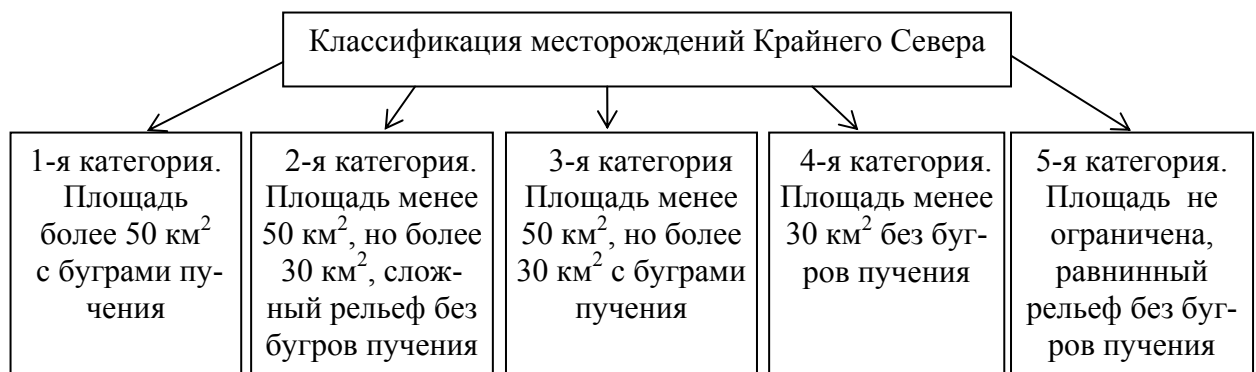 Классификация месторождений Крайнего Севера
1-я категория.
Площадь
более 50 км²
с буграми пу-
чения
2-я категория.
Площадь менее
50 км², но более
30 км², слож-
ный рельеф без
бугров пучения
3-я категория
Площадь менее
50 км², но более
30 км² с буграми
пучения
4-я категория.
Площадь менее
30 км² без буг-
ров пучения
5-я категория.
Площадь не
ограничена,
равнинный
рельеф без буг-
ров пучения